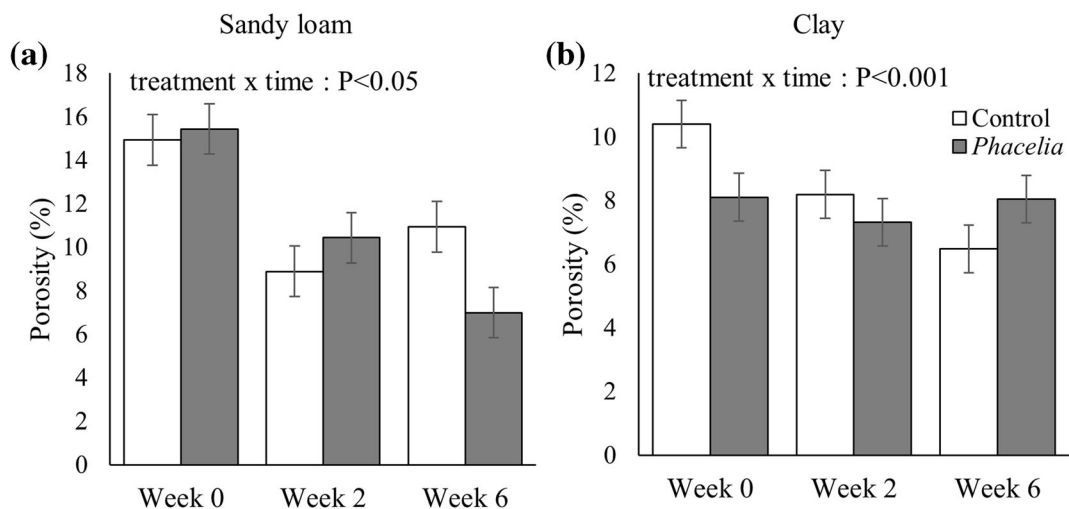 Sandy loam
(a)
treatment x time : P<0.05
Porosity (%)
18
16
14
12
10
8
6
4
2
0
Week 0 Week 2 Week 6
Clay
(b)
treatment x time : P<0.001
Control
Phacelia
Porosity (%)
12
10
8
6
4
2
0
Week 0 Week 2 Week 6